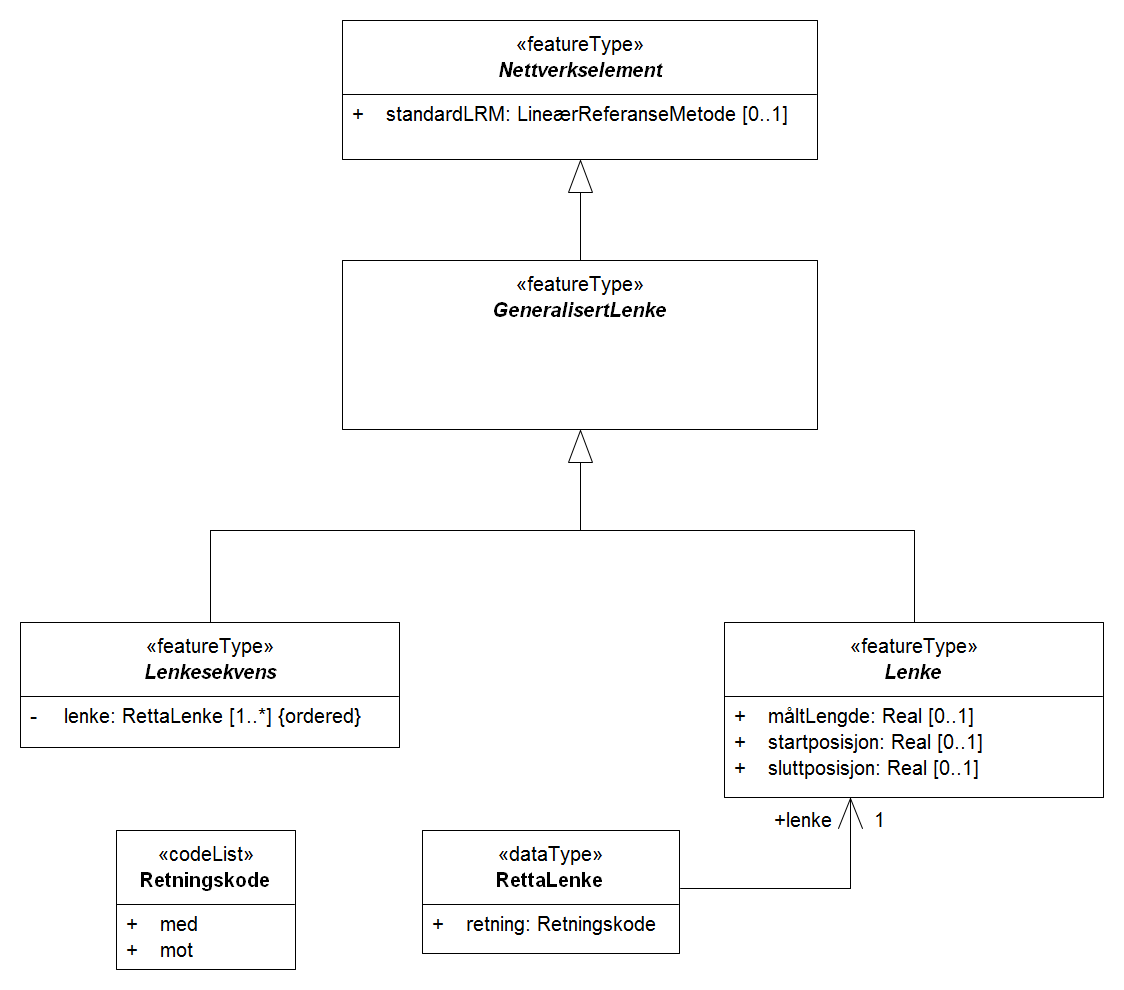 «featureType»
Nettverkselement
+ standardLRM: LineærReferanseMetode [0..1]
«featureType»
GeneralisertLenke
«featureType»
Lenkesekvens
- lenke: RettaLenke [1..*] {ordered}
«featureType»
Lenke
+ måltLengde: Real [0..1]
+ startposisjon: Real [0..1]
+ sluttposisjon: Real [0..1]
+lenke 1
«codeList»
Retningskode
+ med
+ mot
«dataType»
RettaLenke
+ retning: Retningskode